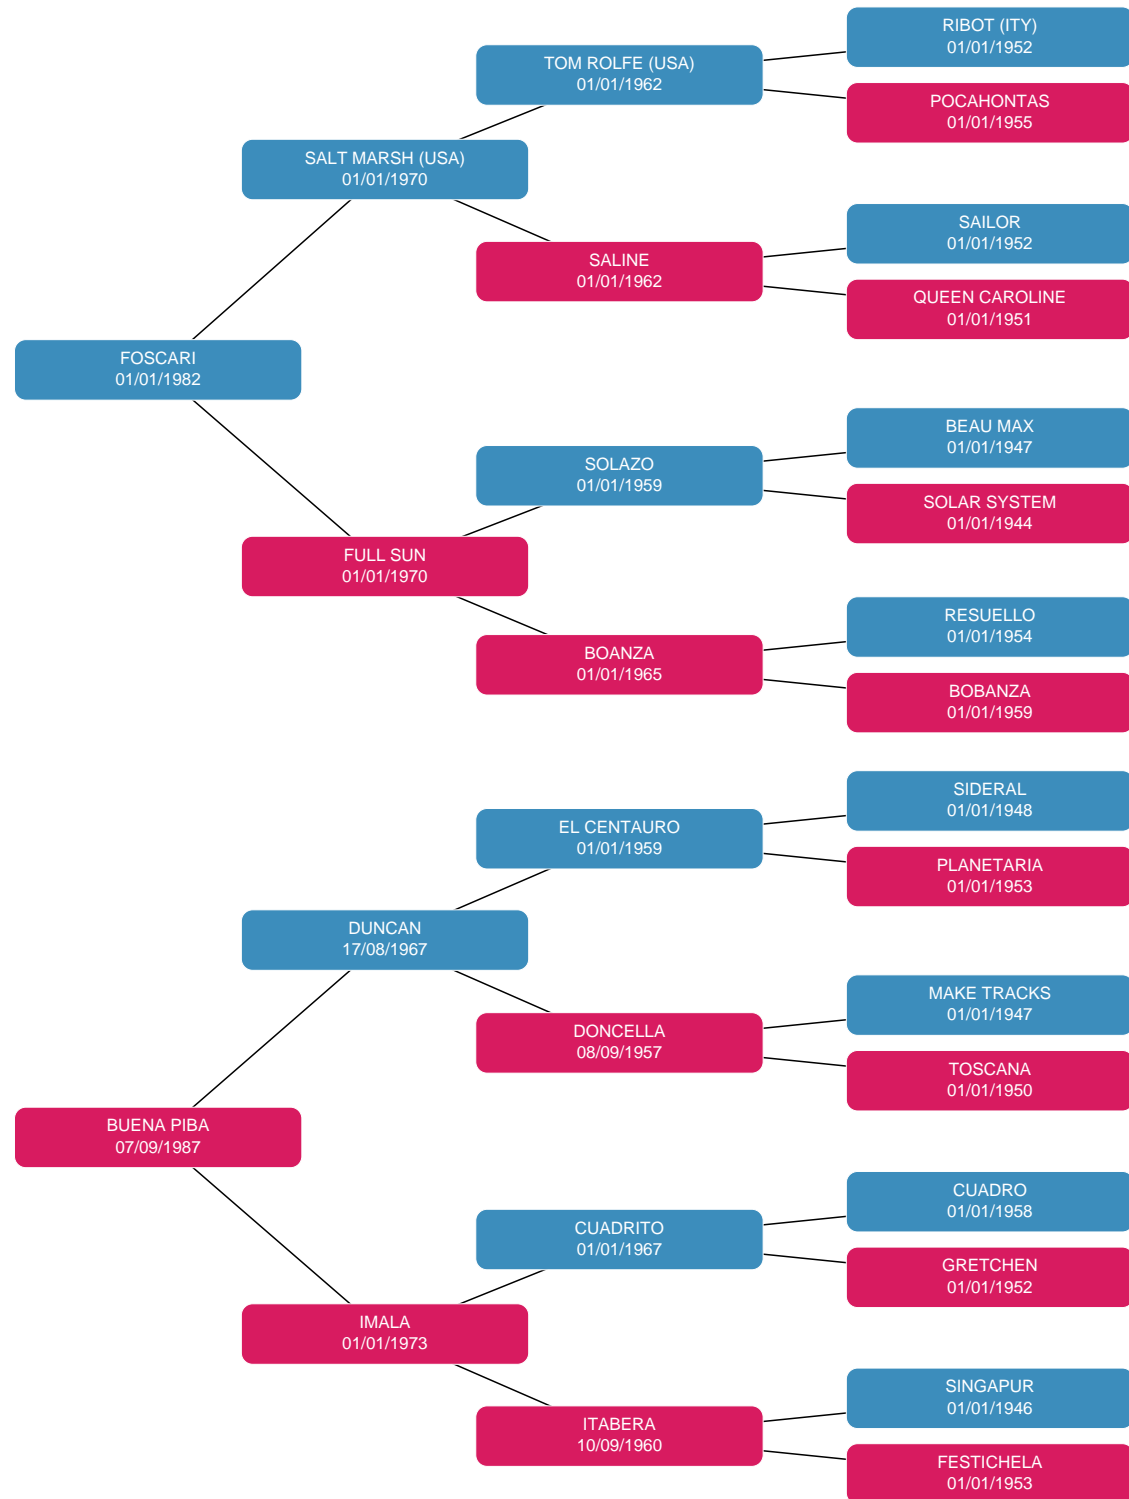 RIBOT (ITY)
01/01/1952
TOM ROLFE (USA)
01/01/1962
POCAHONTAS
01/01/1955
SALT MARSH (USA)
01/01/1970
SAILOR
01/01/1952
SALINE
01/01/1962
QUEEN CAROLINE
01/01/1951
FOSCARI
01/01/1982
BEAU MAX
01/01/1947
SOLAZO
01/01/1959
SOLAR SYSTEM
01/01/1944
FULL SUN
01/01/1970
RESUELLO
01/01/1954
BOANZA
01/01/1965
BOBANZA
01/01/1959
SIDERAL
01/01/1948
EL CENTAURO
01/01/1959
PLANETARIA
01/01/1953
DUNCAN
17/08/1967
MAKE TRACKS
01/01/1947
DONCELLA
08/09/1957
TOSCANA
01/01/1950
BUENA PIBA
07/09/1987
CUADRO
01/01/1958
CUADRITO
01/01/1967
GRETCHEN
01/01/1952
IMALA
01/01/1973
SINGAPUR
01/01/1946
ITABERA
10/09/1960
FESTICHELA
01/01/1953